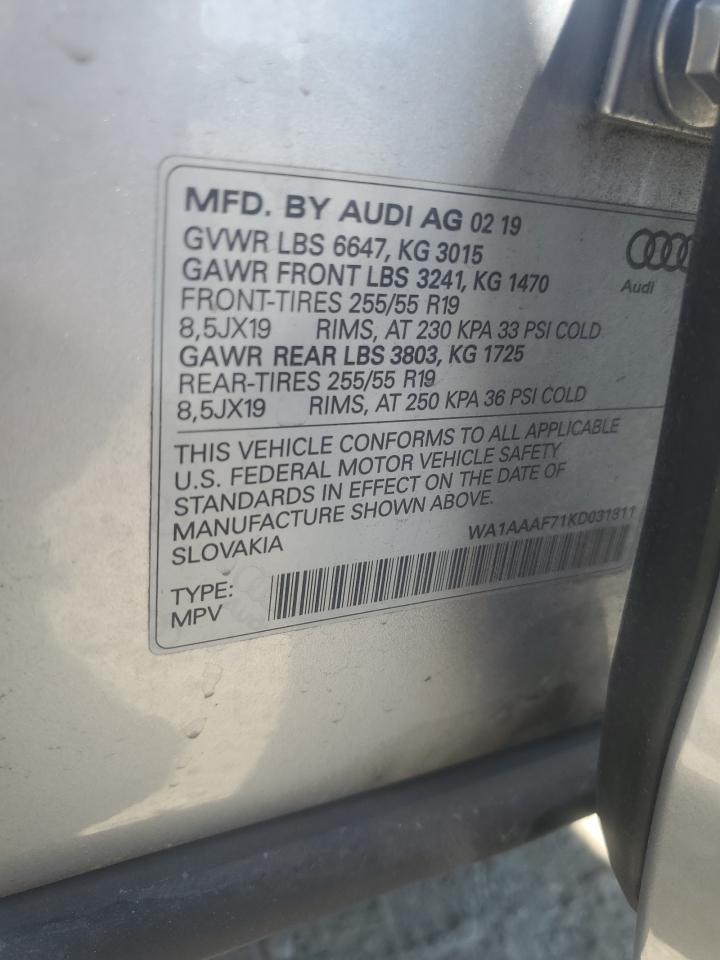 MFD. BY AUDI AG 02 19
GVWR LBS 6647, KG 3015
GAWR FRONT LBS 3241, KG 1470
FRONT-TIRES 255/55 R19
8,5JX19 RIMS, AT 230 KPA 33 PSI COLD
GAWR REAR LBS 3803, KG 1725
REAR-TIRES 255/55 R19
8,5JX19 RIMS, AT 250 KPA 36 PSI COLD
Audi
THIS VEHICLE CONFORMS TO ALL APPLICABLE
U.S. FEDERAL MOTOR VEHICLE SAFETY
STANDARDS IN EFFECT ON THE DATE OF
MANUFACTURE SHOWN ABOVE.
SLOVAKIA
WA1AAAF71KD031811
TYPE:
MPV